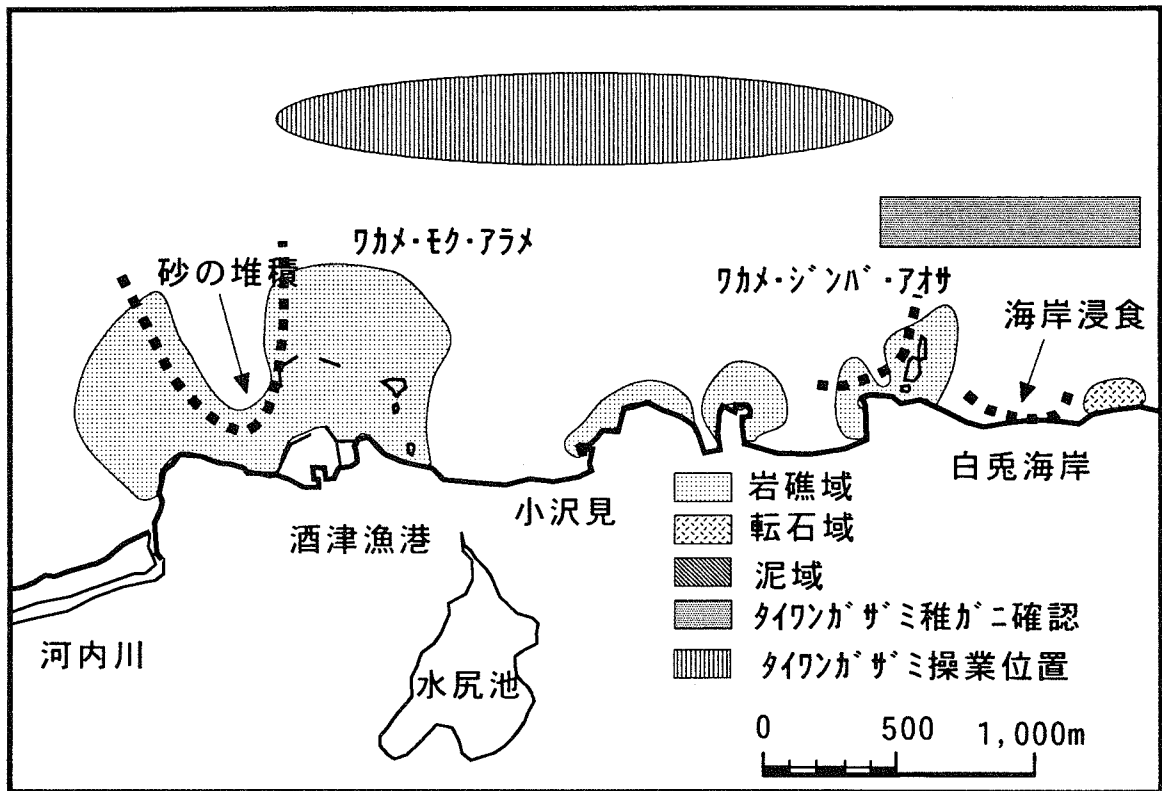 ワカメ・モク・アラメ
砂の堆積
ワカメ・ジンバ・アオサ
海岸浸食
白兎海岸
小沢見
酒津漁港
河内川
水尻池
岩礁域
転石域
泥域
タイワンガザミ稚ガニ確認
タイワンガザミ操業位置
0 500 1,000m